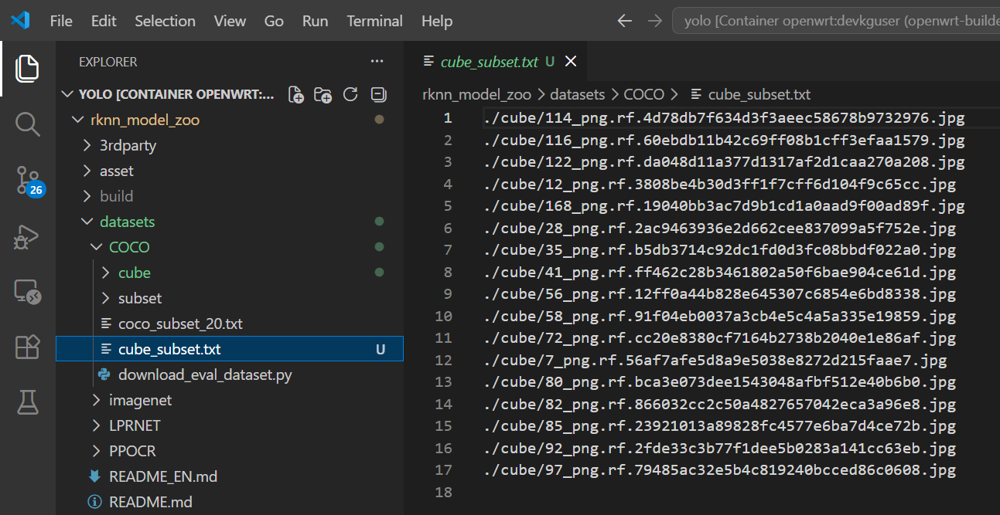 File Edit Selection View Go Run Terminal Help
yolo [Container openwrt:devkguser (openwrt-builde
EXPLORER
YOLO [CONTAINER OPENWRT:...
rknn_model_zoo
3rdparty
asset
build
datasets
COCO
cube
subset
coco_subset_20.txt
cube_subset.txt U
download_eval_dataset.py
imagenet
LPRNET
PPOCR
README_EN.md
README.md
26
cube_subset.txt U
rknn_model_zoo > datasets > COCO > cube_subset.txt
1 ./cube/114_png.rf.4d78db7f634d3f3aeec58678b9732976.jpg
2 ./cube/116_png.rf.60ebdb11b42c69ff08b1cff3efaa1579.jpg
3 ./cube/122_png.rf.da048d11a377d1317af2d1caa270a208.jpg
4 ./cube/12_png.rf.3808be4b30d3ff1f7cff6d104f9c65cc.jpg
5 ./cube/168_png.rf.19040bb3ac7d9b1cd1a0aad9f00ad89f.jpg
6 ./cube/28_png.rf.2ac9463936e2d662cee837099a5f752e.jpg
7 ./cube/35_png.rf.b5db3714c92dc1fd0d3fc08bbdf022a0.jpg
8 ./cube/41_png.rf.ff462c28b3461802a50f6bae904ce61d.jpg
9 ./cube/56_png.rf.12ff0a44b828e645307c6854e6bd8338.jpg
10 ./cube/58_png.rf.91f04eb0037a3cb4e5c4a5a335e19859.jpg
11 ./cube/72_png.rf.cc20e8380cf7164b2738b2040e1e86af.jpg
12 ./cube/7_png.rf.56af7afe5d8a9e5038e8272d215faae7.jpg
13 ./cube/80_png.rf.bca3e073dee1543048afbf512e40b6b0.jpg
14 ./cube/82_png.rf.866032cc2c50a4827657042eca3a96e8.jpg
15 ./cube/85_png.rf.23921013a89828fc4577e6ba7d4ce72b.jpg
16 ./cube/92_png.rf.2fde33c3b77f1dee5b0283a141cc63eb.jpg
17 ./cube/97_png.rf.79485ac32e5b4c819240bcced86c0608.jpg
18